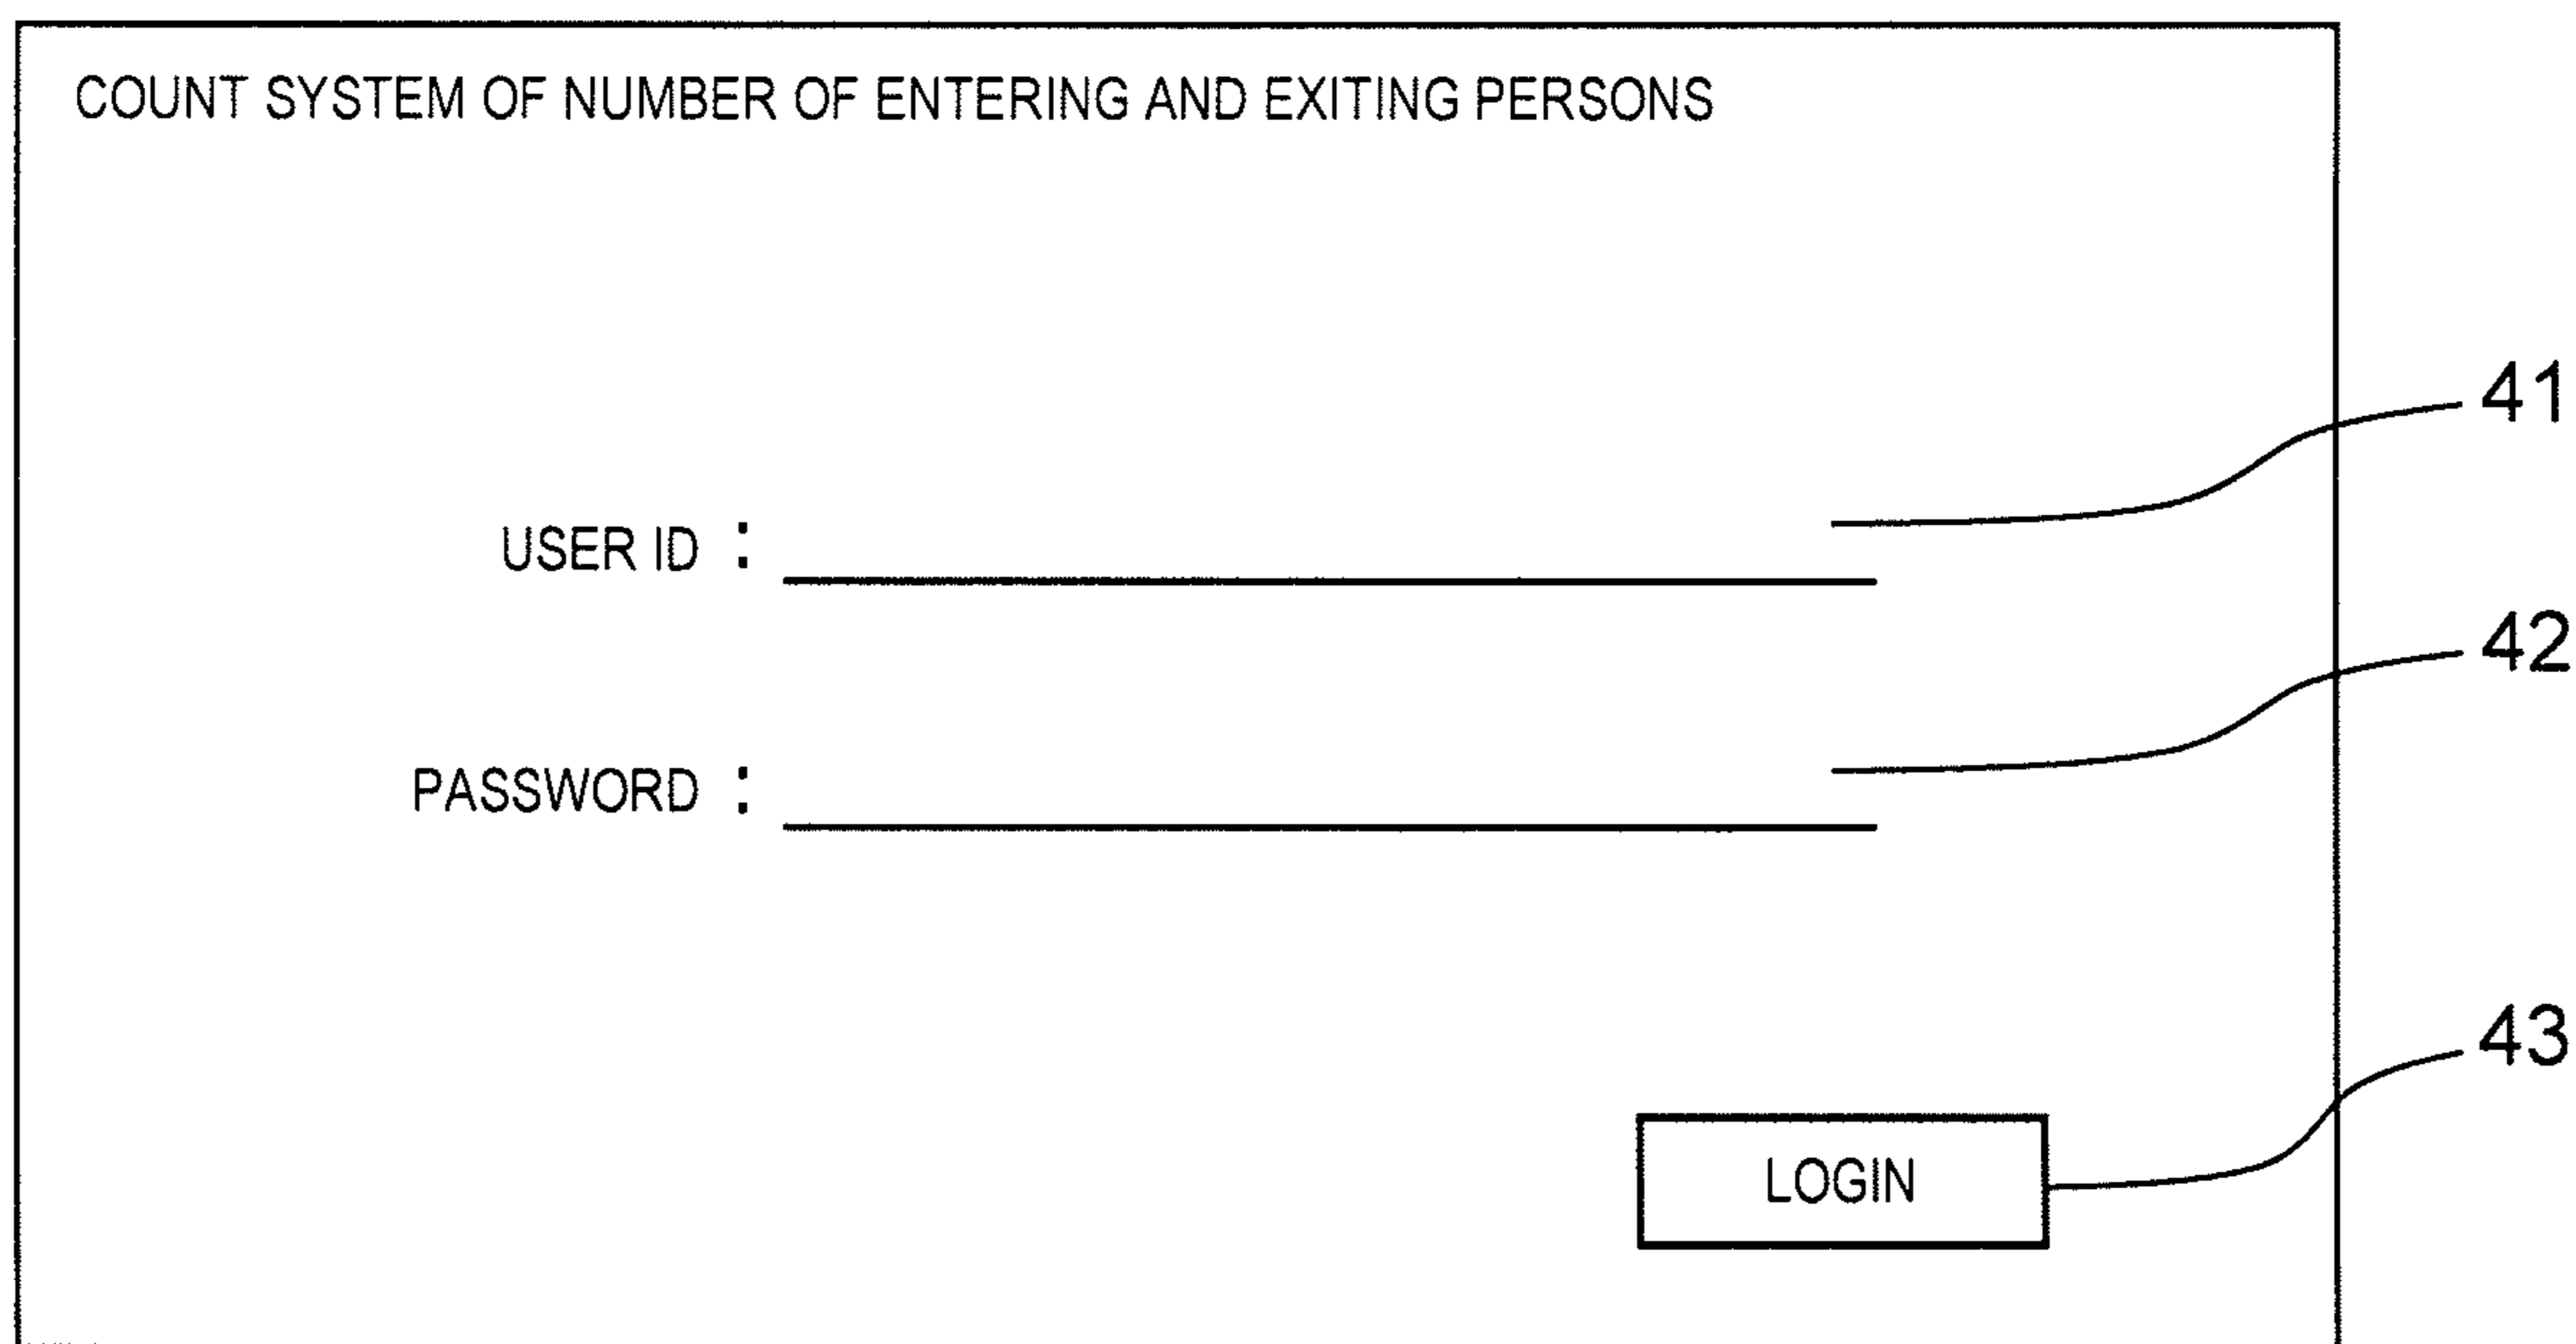 COUNT SYSTEM OF NUMBER OF ENTERING AND EXITING PERSONS
41
USER ID :
42
PASSWORD :
43
LOGIN